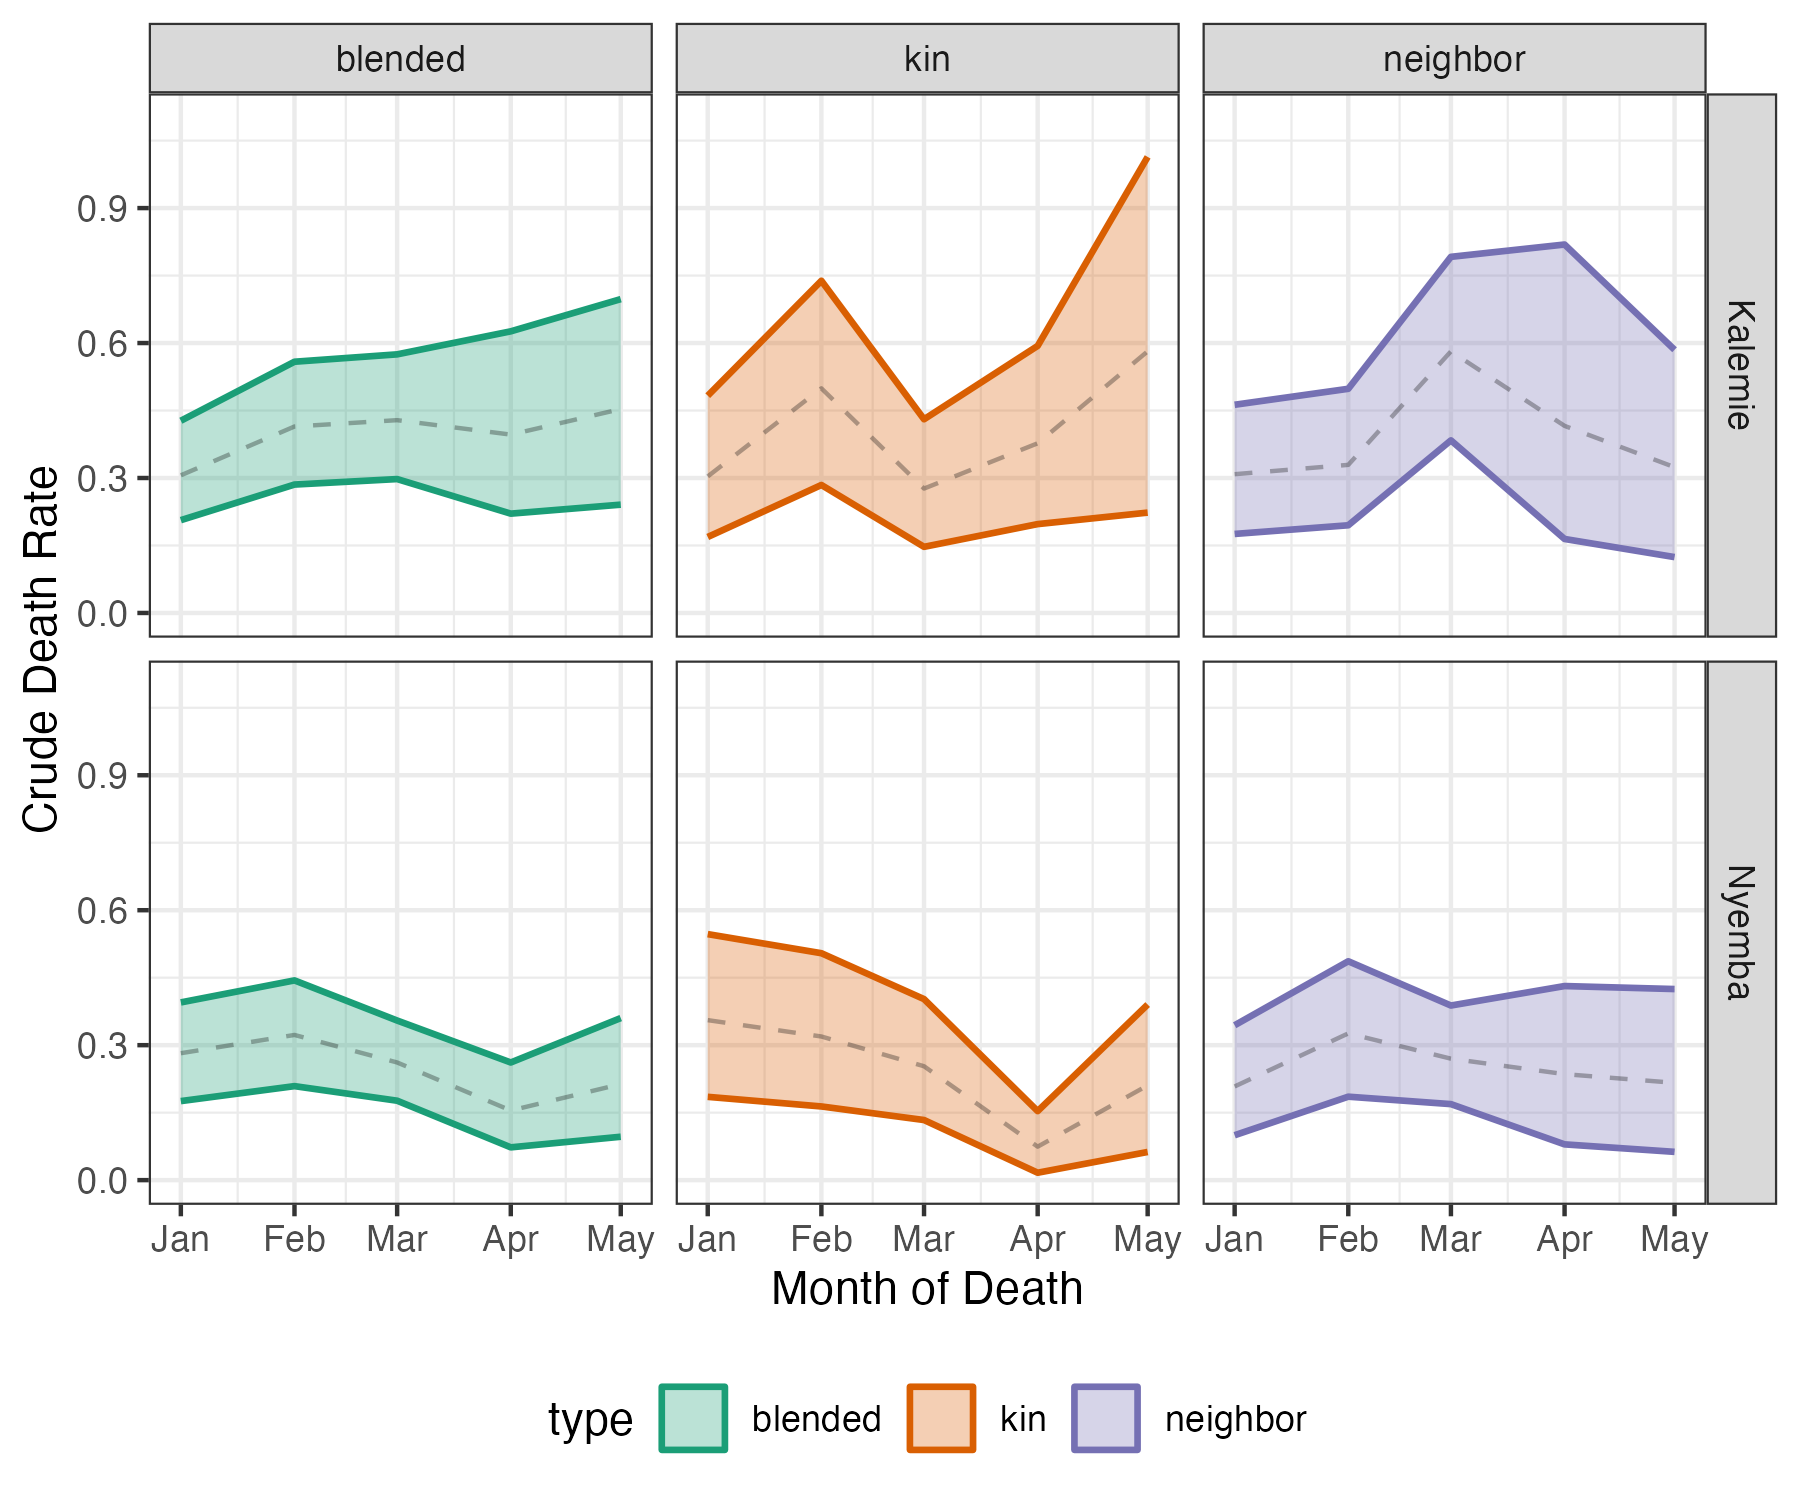 blended kin neighbor
Kalemie
0.9
0.6
0.3
0.0
Crude Death Rate
Nyemba
0.9
0.6
0.3
0.0
Jan Feb Mar Apr May Jan Feb Mar Apr May Jan Feb Mar Apr May
Month of Death
type blended kin neighbor